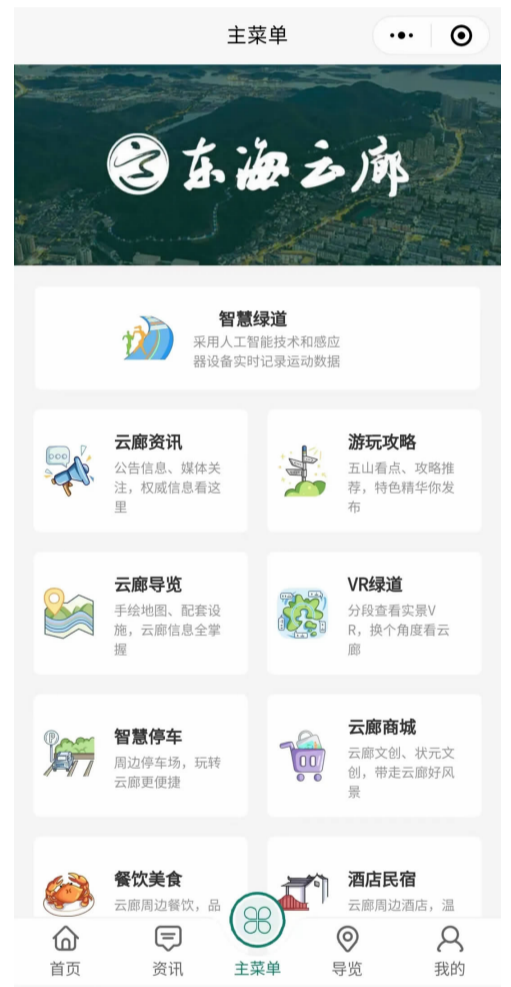 主菜单
东海云廊
智慧绿道
采用人工智能技术和感应
器设备实时记录运动数据
云廊资讯
公告信息、媒体关
注，权威信息看这
里
游玩攻略
五山看点、攻略推
荐，特色精华你发
布
云廊导览
手绘地图、配套设
施，云廊信息全掌
握
VR绿道
分段查看实景V
R，换个角度看云
廊
智慧停车
周边停车场，玩转
云廊更便捷
云廊商城
云廊文创、状元文
创，带走云廊好风
景
餐饮美食
云廊周边餐饮，品
酒店民宿
云廊周边酒店，温
首页
资讯
主菜单
导览
我的